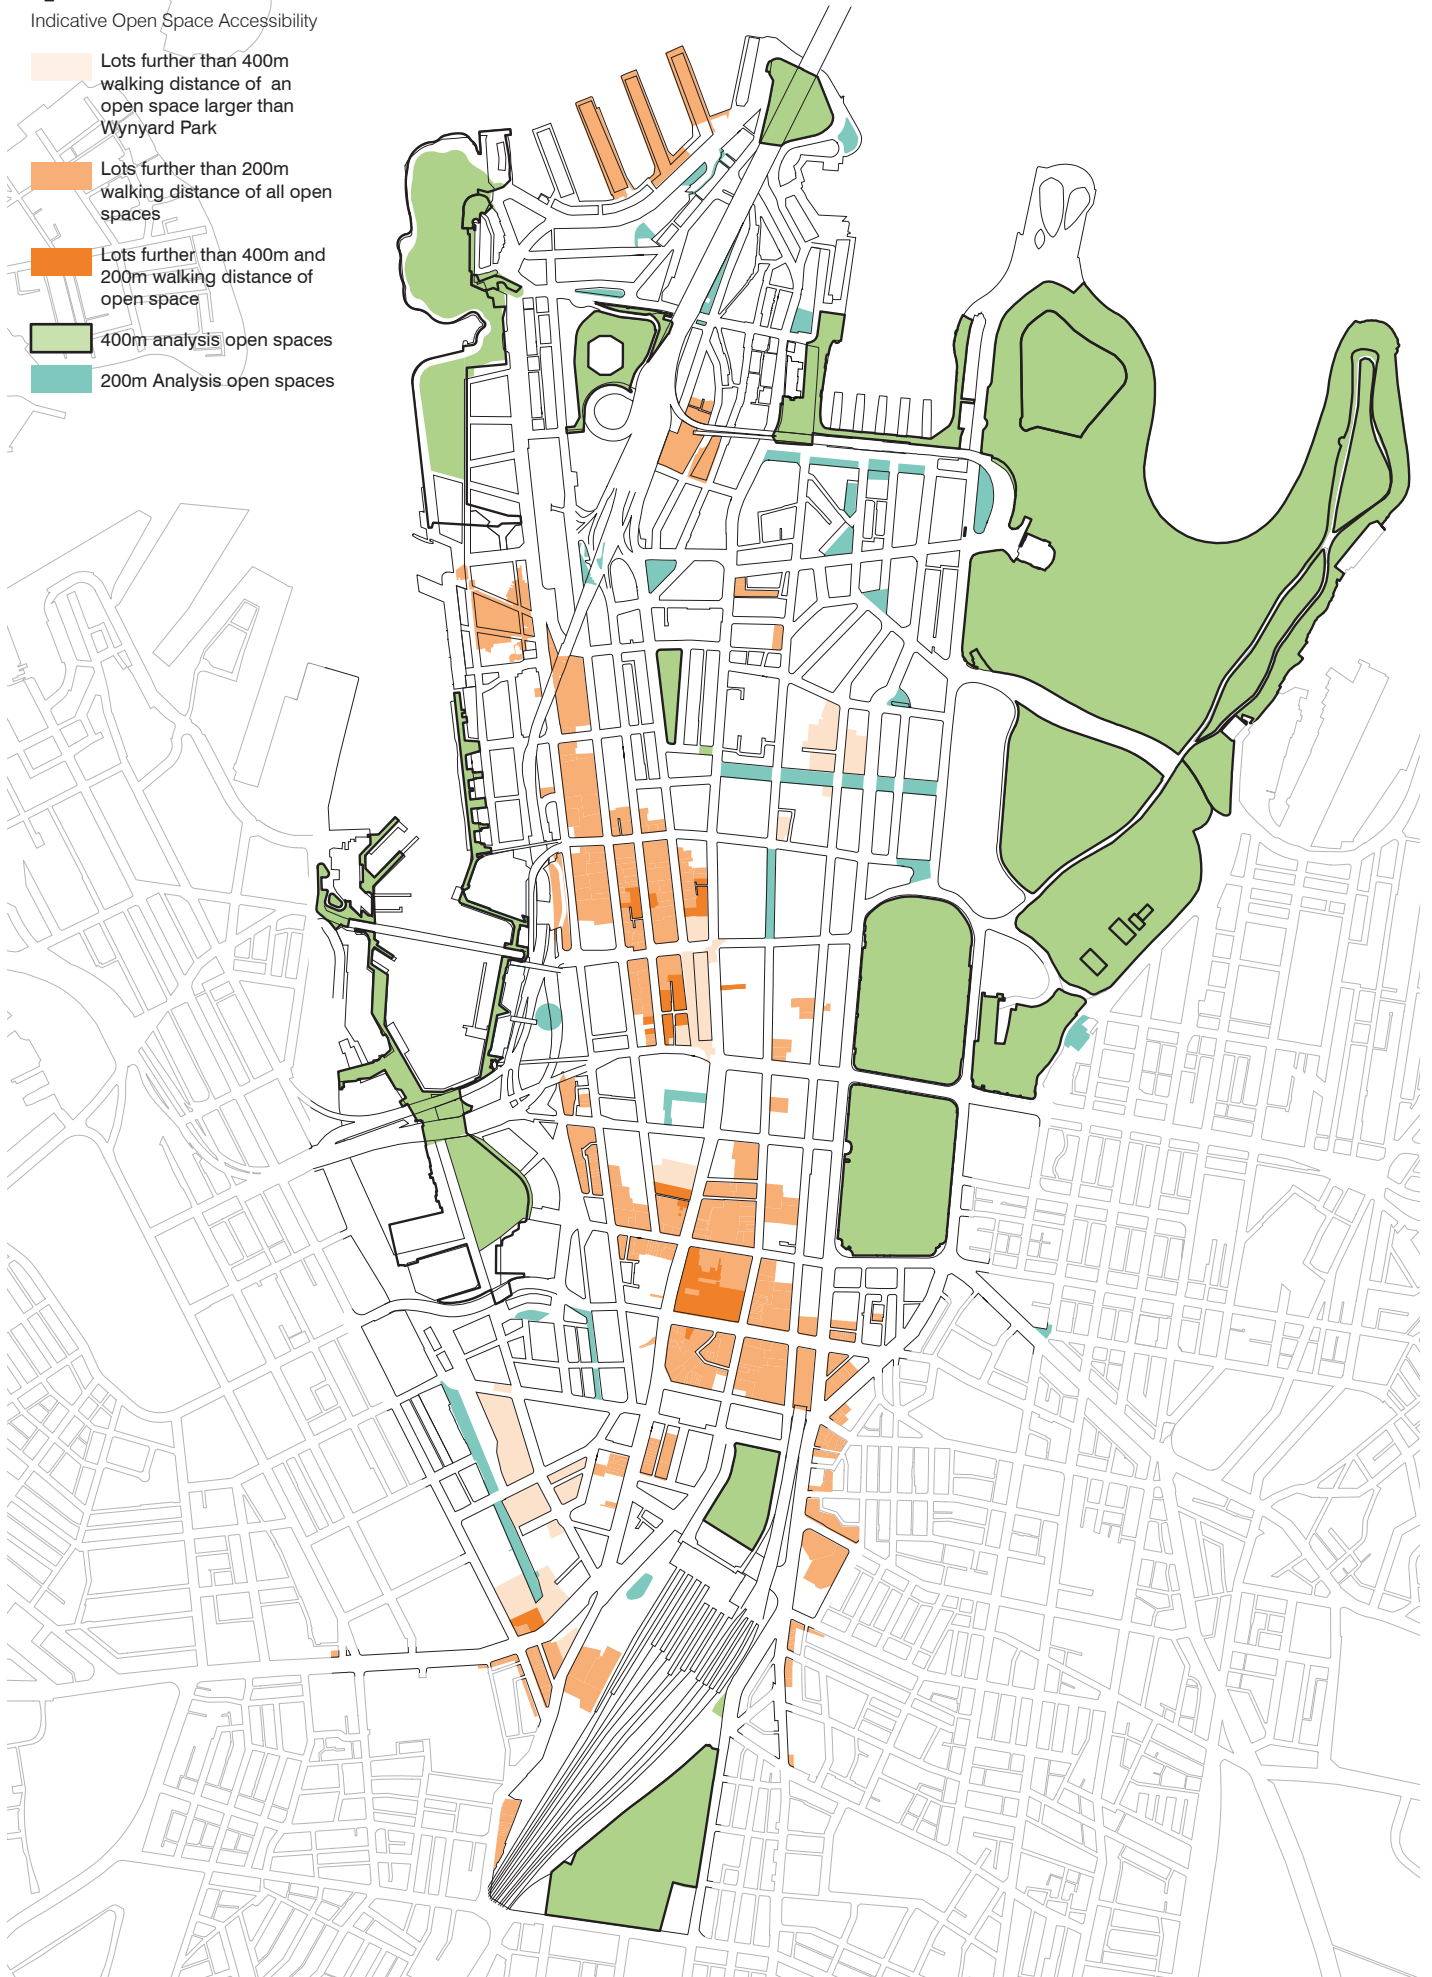 Indicative Open Space Accessibility
Lots further than 400m
walking distance of an
open space larger than
Wynyard Park
Lots further than 200m
walking distance of all open
spaces
Lots further than 400m and
200m walking distance of
open space
400m analysis open spaces
200m Analysis open spaces